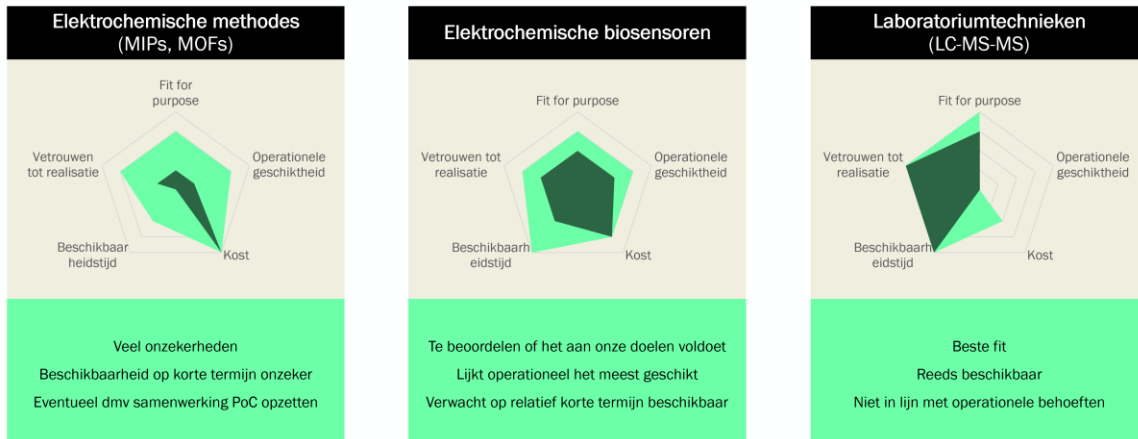 Elektrochemische methodes
(MIPs, MOFs)
Fit for
purpose
Vetrouwen
tot realisatie
Operationele
geschiktheid
Beschikbaar
heidstijd
Kost
Veel onzekerheden
Beschikbaarheid op korte termijn onzeker
Eventueel dmv samenwerking PoC opzetten
Elektrochemische biosensoren
Fit for purpose
Vetrouwen tot
realisatie
Operationele
geschiktheid
Beschikbaarh
eidstijd
Kost
Te beoordelen of het aan onze doelen voldoet
Lijkt operationeel het meest geschikt
Verwacht op relatief korte termijn beschikbaar
Laboratoriumtechnieken
(LC-MS-MS)
Fit for purpose
Vetrouwen tot
realisatie
Operationele
geschiktheid
Beschikbaarh
eidstijd
Kost
Beste fit
Reeds beschikbaar
Niet in lijn met operationele behoeften